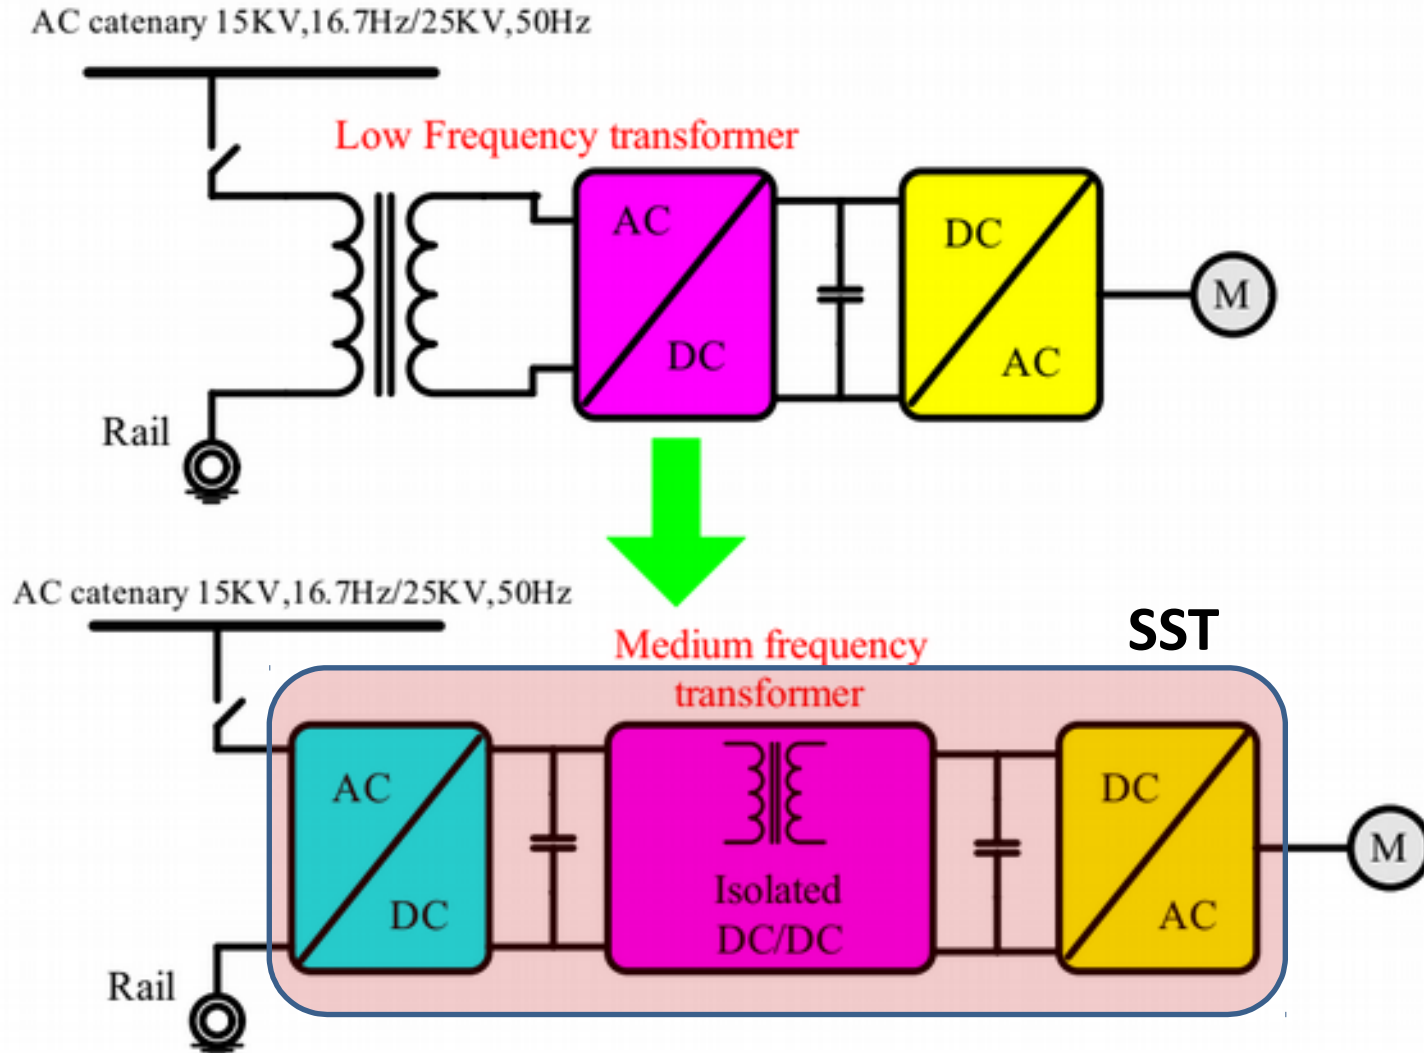 AC catenary 15KV,16.7Hz/25KV,50Hz
Low Frequency transformer
AC
DC
DC
AC
M
Rail
AC catenary 15KV,16.7Hz/25KV,50Hz
SST
Medium frequency
transformer
AC
DC
Isolated
DC/DC
DC
AC
M
Rail